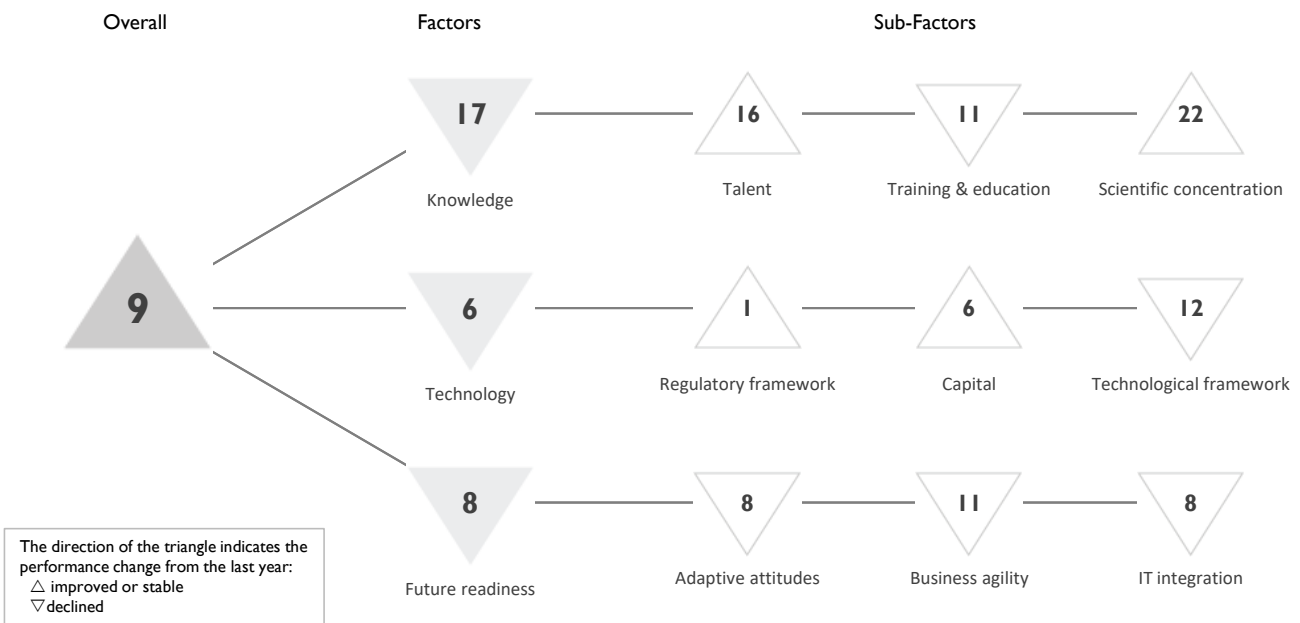 Overall
Factors
Sub-Factors
17
16
11
22
Knowledge
Talent
Training & education
Scientific concentration
9
6
1
6
12
Technology
Regulatory framework
Capital
Technological framework
8
8
11
8
Future readiness
Adaptive attitudes
Business agility
IT integration
The direction of the triangle indicates the
performance change from the last year:
△ improved or stable
▽ declined